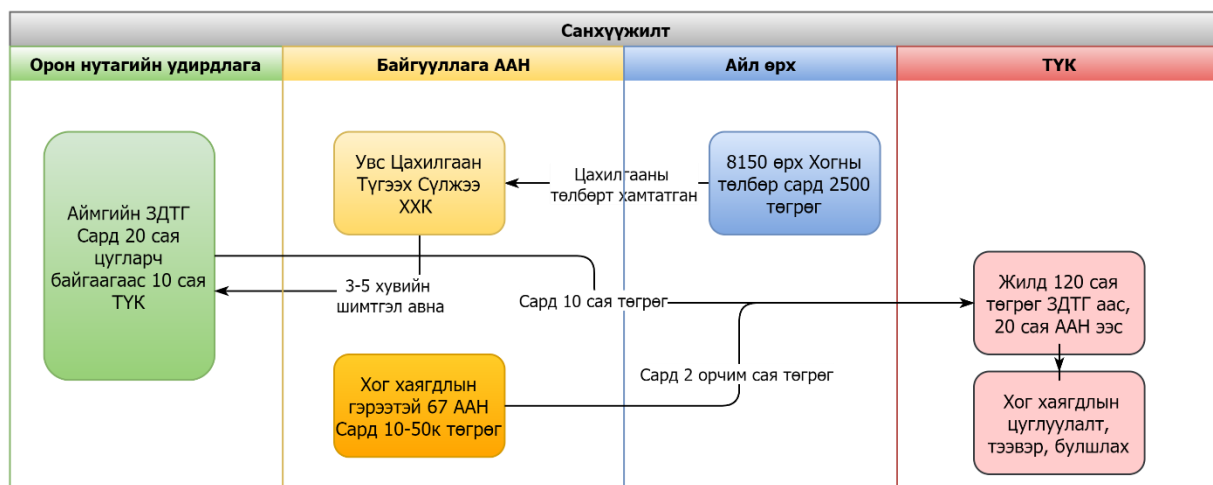 Санхүүжилт
Орон нутагийн удирдлага
Байгууллага ААН
Айл өрх
ТҮК
Аймгийн ЗДТГ
Сард 20 сая
цугларч
байгаагаас 10 сая
ТҮК
Увс Цахилгаан
Түгээх Сүлжээ
ХХК
Цахилгааны
төлбөрт хамтатган
8150 өрх Хогны
төлбөр сард 2500
төгрөг
3-5 хувийн
шимтгэл авна
Сард 10 сая төгрөг
Жилд 120 сая
төгрөг ЗДТГ аас,
20 сая ААН ээс
Хог хаягдлын
гэрээтэй 67 ААН
Сард 10-50к төгрөг
Сард 2 орчим сая төгрөг
Хог хаягдлын
цуглуулалт,
тээвэр, булшлах